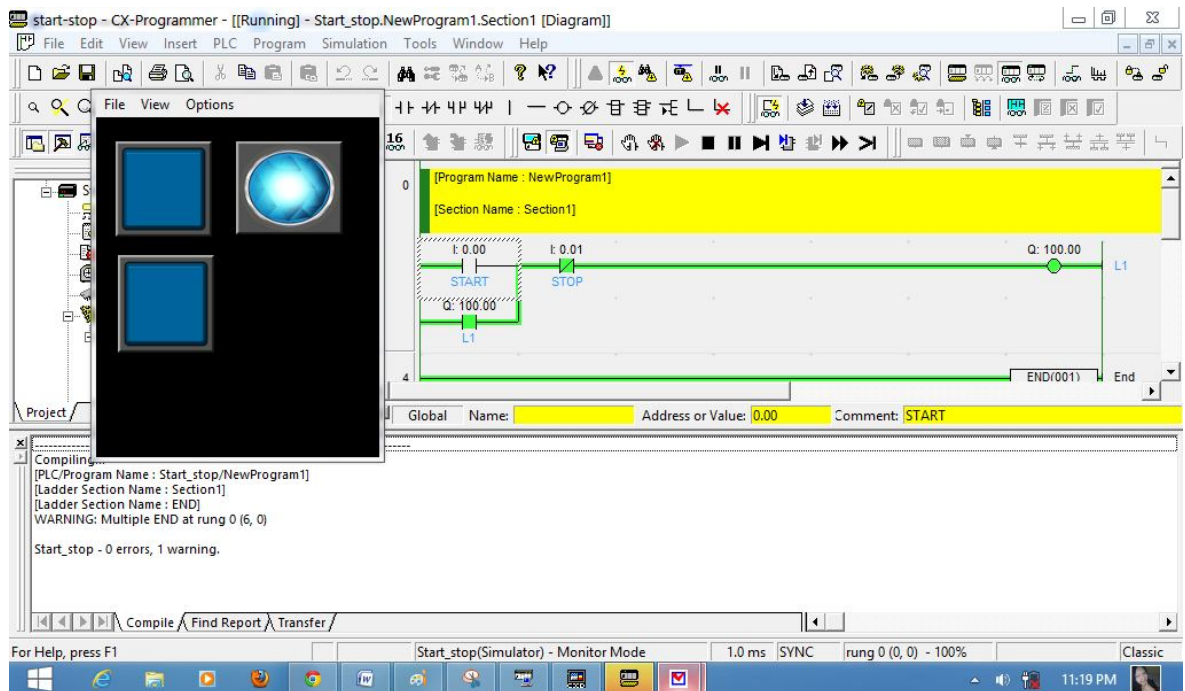 start-stop - CX-Programmer - [[Running] - Start_stop.NewProgram1.Section1 [Diagram]]
File Edit View Insert PLC Program Simulation Tools Window Help
File View Options
16
0
[Program Name : NewProgram1]
[Section Name : Section1]
I: 0.00 I: 0.01 Q: 100.00
L1
START STOP
Q: 100.00
L1
4
END(001) End
Project
Global Name: Address or Value: 0.00 Comment: START
Compiling...
[PLC/Program Name : Start_stop/NewProgram1]
[Ladder Section Name : Section1]
[Ladder Section Name : END]
WARNING: Multiple END at rung 0 (6, 0)
Start_stop - 0 errors, 1 warning.
Compile Find Report Transfer
For Help, press F1 Start_stop(Simulator) - Monitor Mode 1.0 ms SYNC rung 0 (0, 0) - 100% Classic
11:19 PM